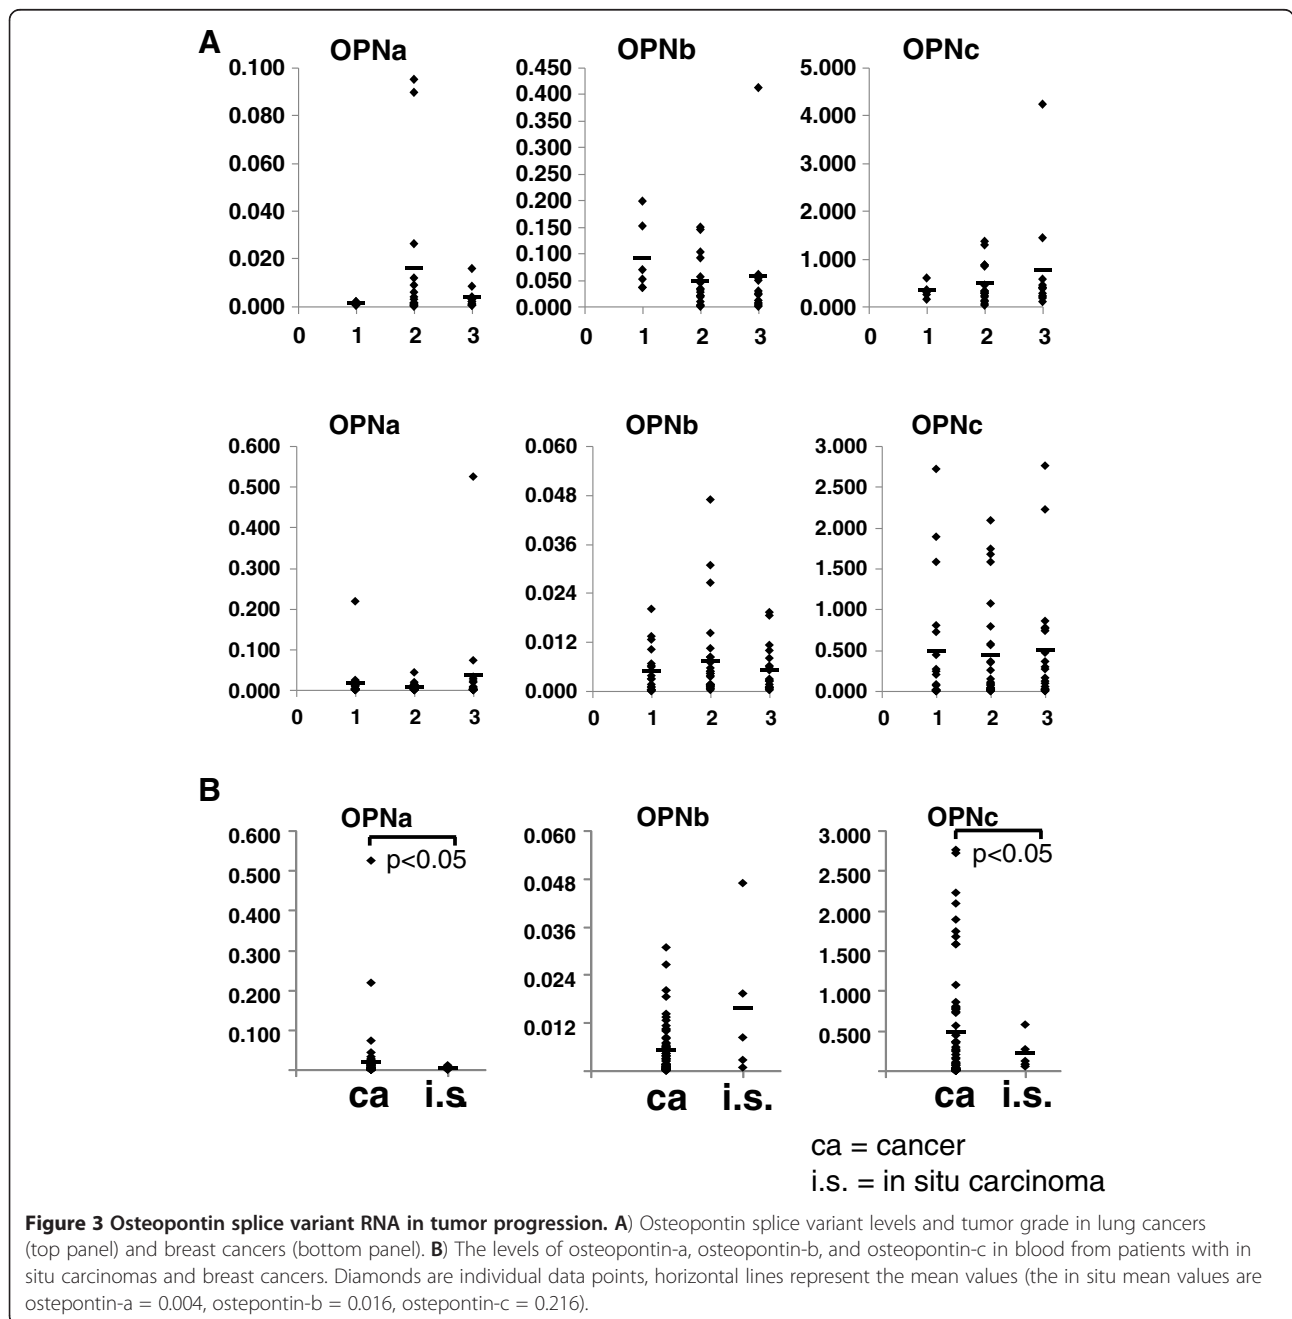 A
OPNa OPNb OPNc
0.100 0.450 5.000
0.080 0.400 4.000
0.060 0.350 3.000
0.040 0.300 2.000
0.020 0.250 1.000
0.000 0.200 0.000
0.150
0.100
0.050
0.000
0 1 2 3 0 1 2 3 0 1 2 3
OPNa OPNb OPNc
0.600 0.060 3.000
0.500 0.048 2.500
0.400 0.036 2.000
0.300 0.024 1.500
0.200 0.012 1.000
0.100 0.000 0.500
0.000 0.000
0 1 2 3 0 1 2 3 0 1 2 3
B
OPNa OPNb OPNc
p<0.05 p<0.05
0.600 0.060 3.000
0.500 0.048 2.500
0.400 0.036 2.000
0.300 0.024 1.500
0.200 0.012 1.000
0.100 0.500
ca i.s. ca i.s. ca i.s.
ca = cancer
i.s. = in situ carcinoma
Figure 3 Osteopontin splice variant RNA in tumor progression. A) Osteopontin splice variant levels and tumor grade in lung cancers
(top panel) and breast cancers (bottom panel). B) The levels of osteopontin-a, osteopontin-b, and osteopontin-c in blood from patients with in
situ carcinomas and breast cancers. Diamonds are individual data points, horizontal lines represent the mean values (the in situ mean values are
ostepontin-a = 0.004, ostepontin-b = 0.016, ostepontin-c = 0.216).